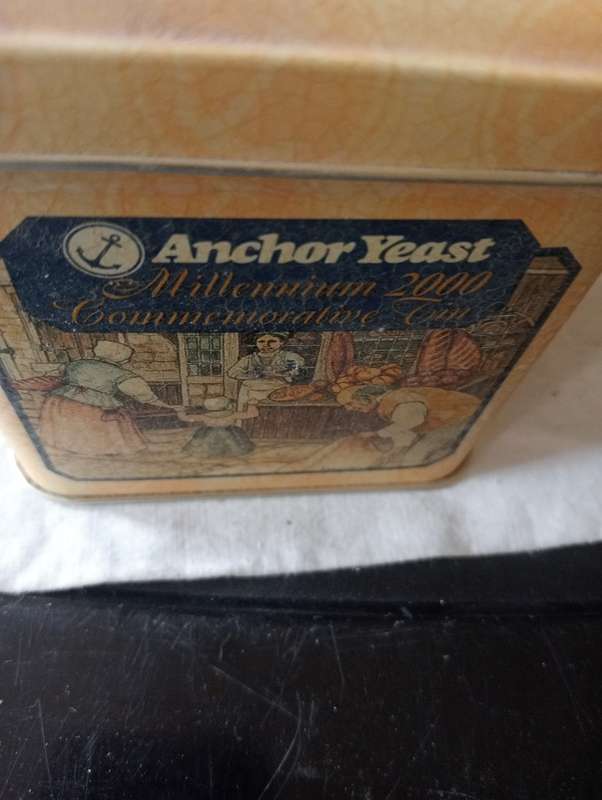 Anchor Yeast
Millennium 2000
Commemorative Tin